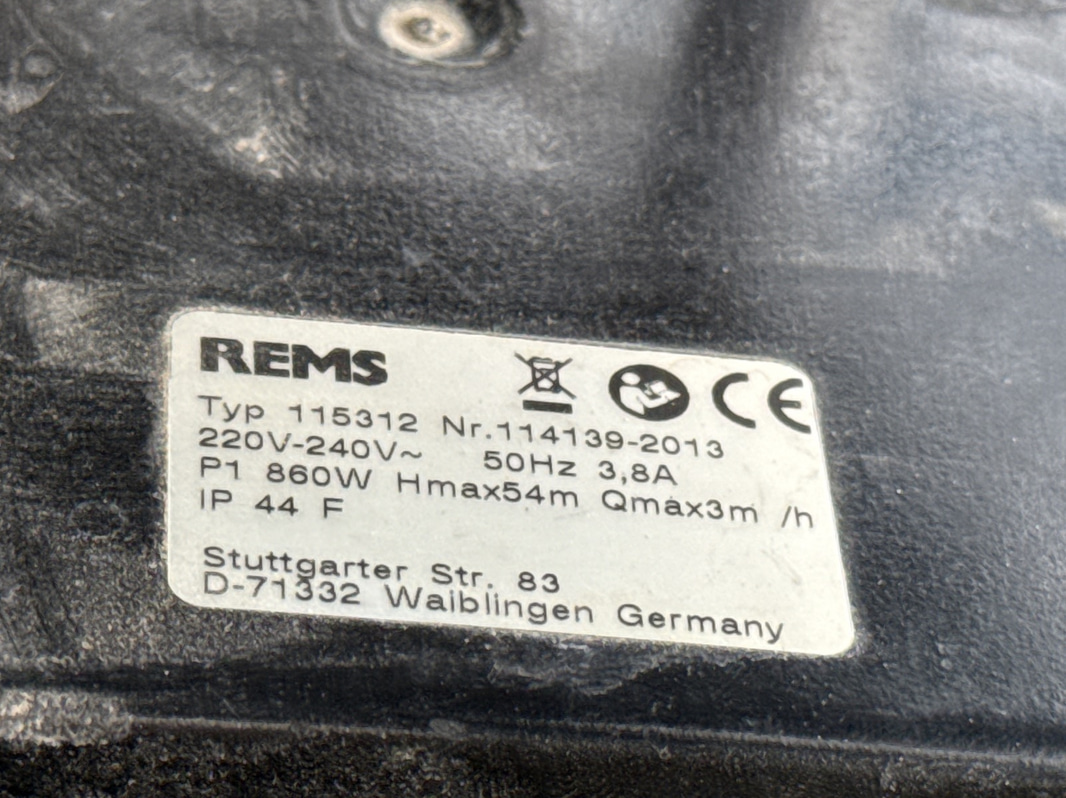 REMS CE
Typ 115312 Nr.114139-2013
220V-240V~ 50Hz 3,8A
P1 860W Hmax54m Qmax3m /h
IP 44 F
Stuttgarter Str. 83
D-71332 Waiblingen Germany